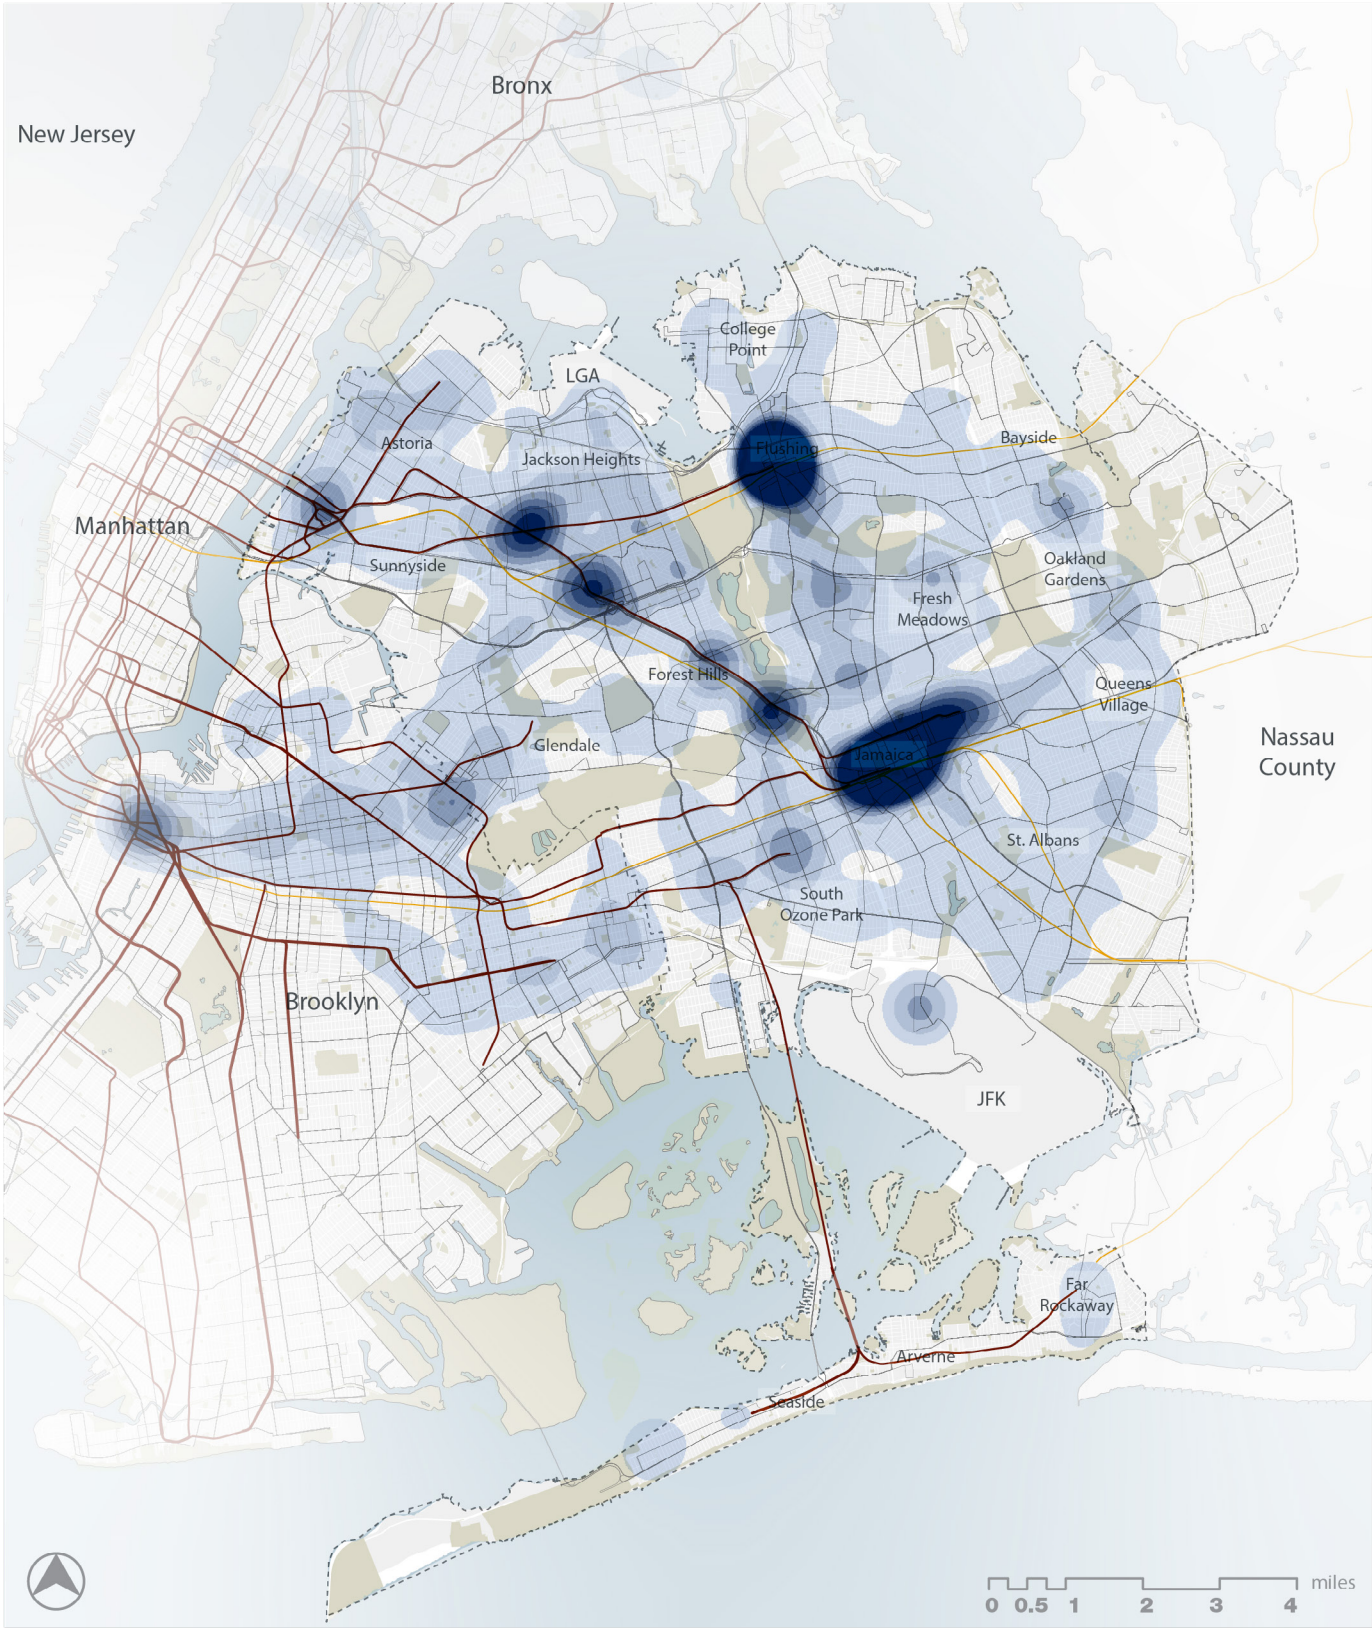 Bronx
New Jersey
College
Point
LGA
Astoria
Flushing
Bayside
Jackson Heights
Manhattan
Sunnyside
Oakland
Gardens
Fresh
Meadows
Forest Hills
Queens
Village
Glendale
Jamaica
Nassau
County
St. Albans
South
Ozone Park
Brooklyn
JFK
Far
Rockaway
Arverne
Seaside
miles
0 0.5 1 2 3 4